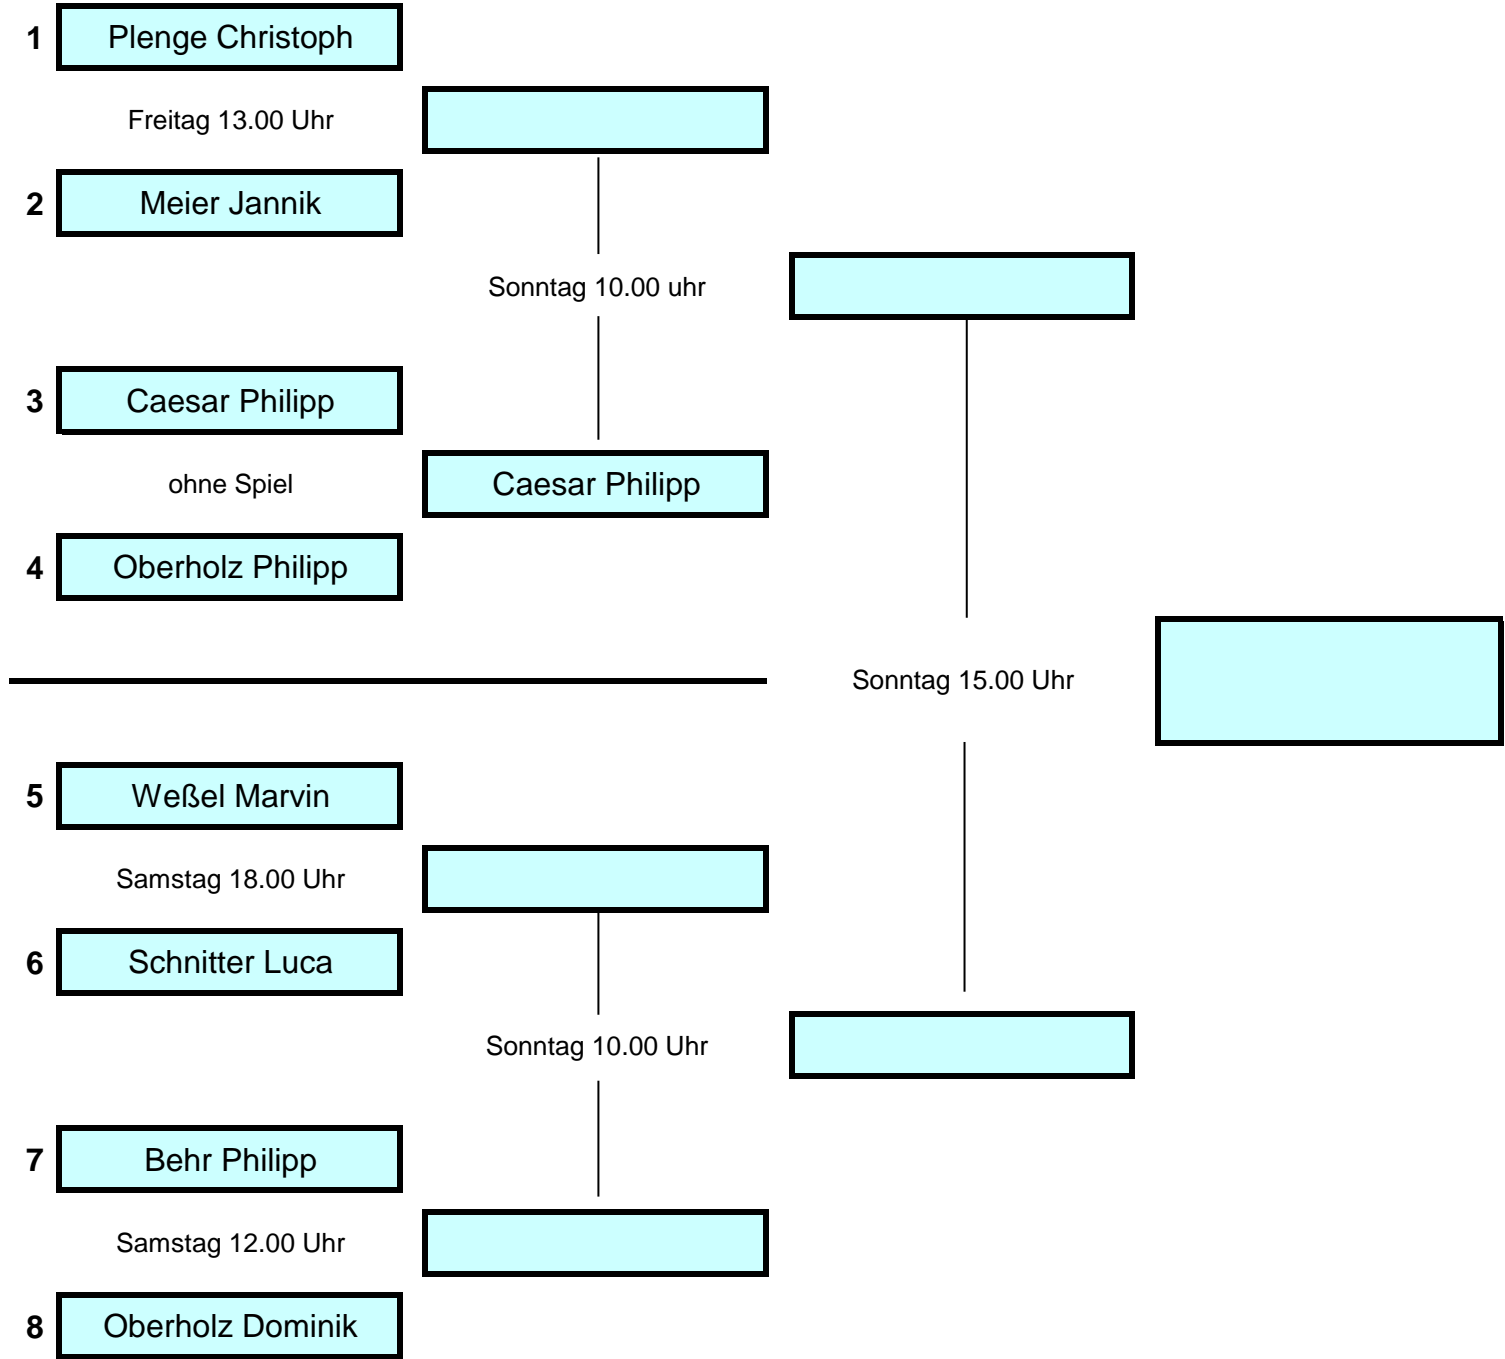 1 Plenge Christoph
Freitag 13.00 Uhr
2 Meier Jannik
Sonntag 10.00 uhr
3 Caesar Philipp
ohne Spiel Caesar Philipp
4 Oberholz Philipp
Sonntag 15.00 Uhr
5 Weßel Marvin
Samstag 18.00 Uhr
6 Schnitter Luca
Sonntag 10.00 Uhr
7 Behr Philipp
Samstag 12.00 Uhr
8 Oberholz Dominik